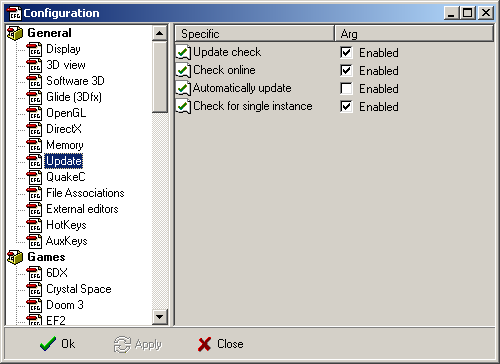 Configuration
General
Display
3D view
Software 3D
Glide (3Dfx)
OpenGL
DirectX
Memory
Update
QuakeC
File Associations
External editors
HotKeys
AuxKeys
Games
6DX
Crystal Space
Doom 3
EF2
Specific Arg
Update check Enabled
Check online Enabled
Automatically update Enabled
Check for single instance Enabled
Ok Apply Close